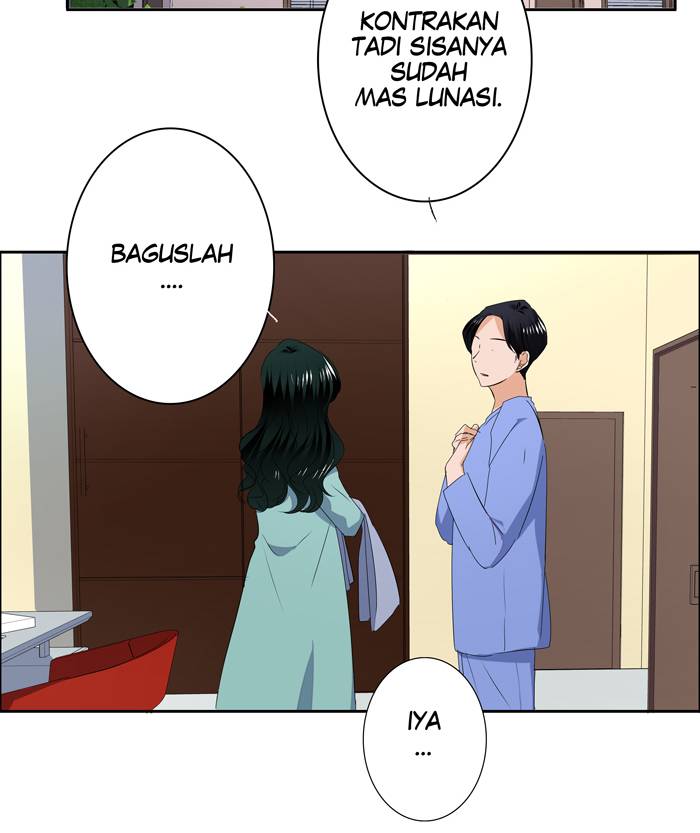 KONTRAKAN
TADI SISANYA
SUDAH
MAS LUNASI.
BAGUSLAH
....
IYA
...